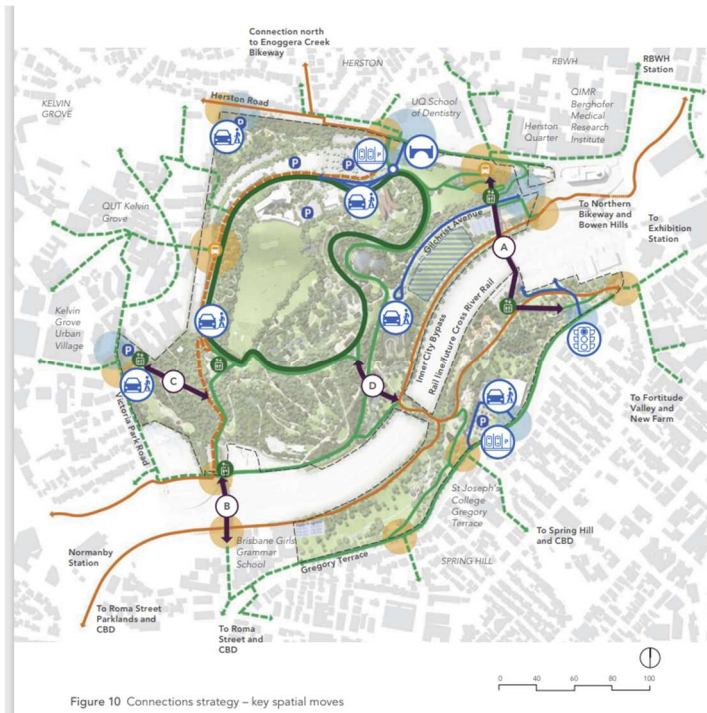 Connection north
to Enoggera Creek
Bikeway
HERSTON
RBWH
RBWH
Station
KELVIN
GROVE
Herston Road
UQ School
of Dentistry
QIMR
Berghofer
Medical
Research
Institute
Herston
Quarter
D
P
P
P
P
P
QUT Kelvin
Grove
Gilchrist Avenue
A
To Northern
Bikeway and
Bowen Hills
To
Exhibition
Station
Kelvin
Grove
Urban
Village
Inner City Bypass
Rail line/future Cross River Rail
P
C
D
Victoria Park Road
P
P
To Fortitude
Valley and
New Farm
B
St Joseph's
College
Gregory
Terrace
To Spring Hill
and CBD
Brisbane Girls
Grammar
School
Gregory Terrace
SPRING HILL
Normanby
Station
To Roma Street
Parklands and
CBD
To Roma
Street and
CBD
0 40 60 80 100
Figure 10 Connections strategy – key spatial moves